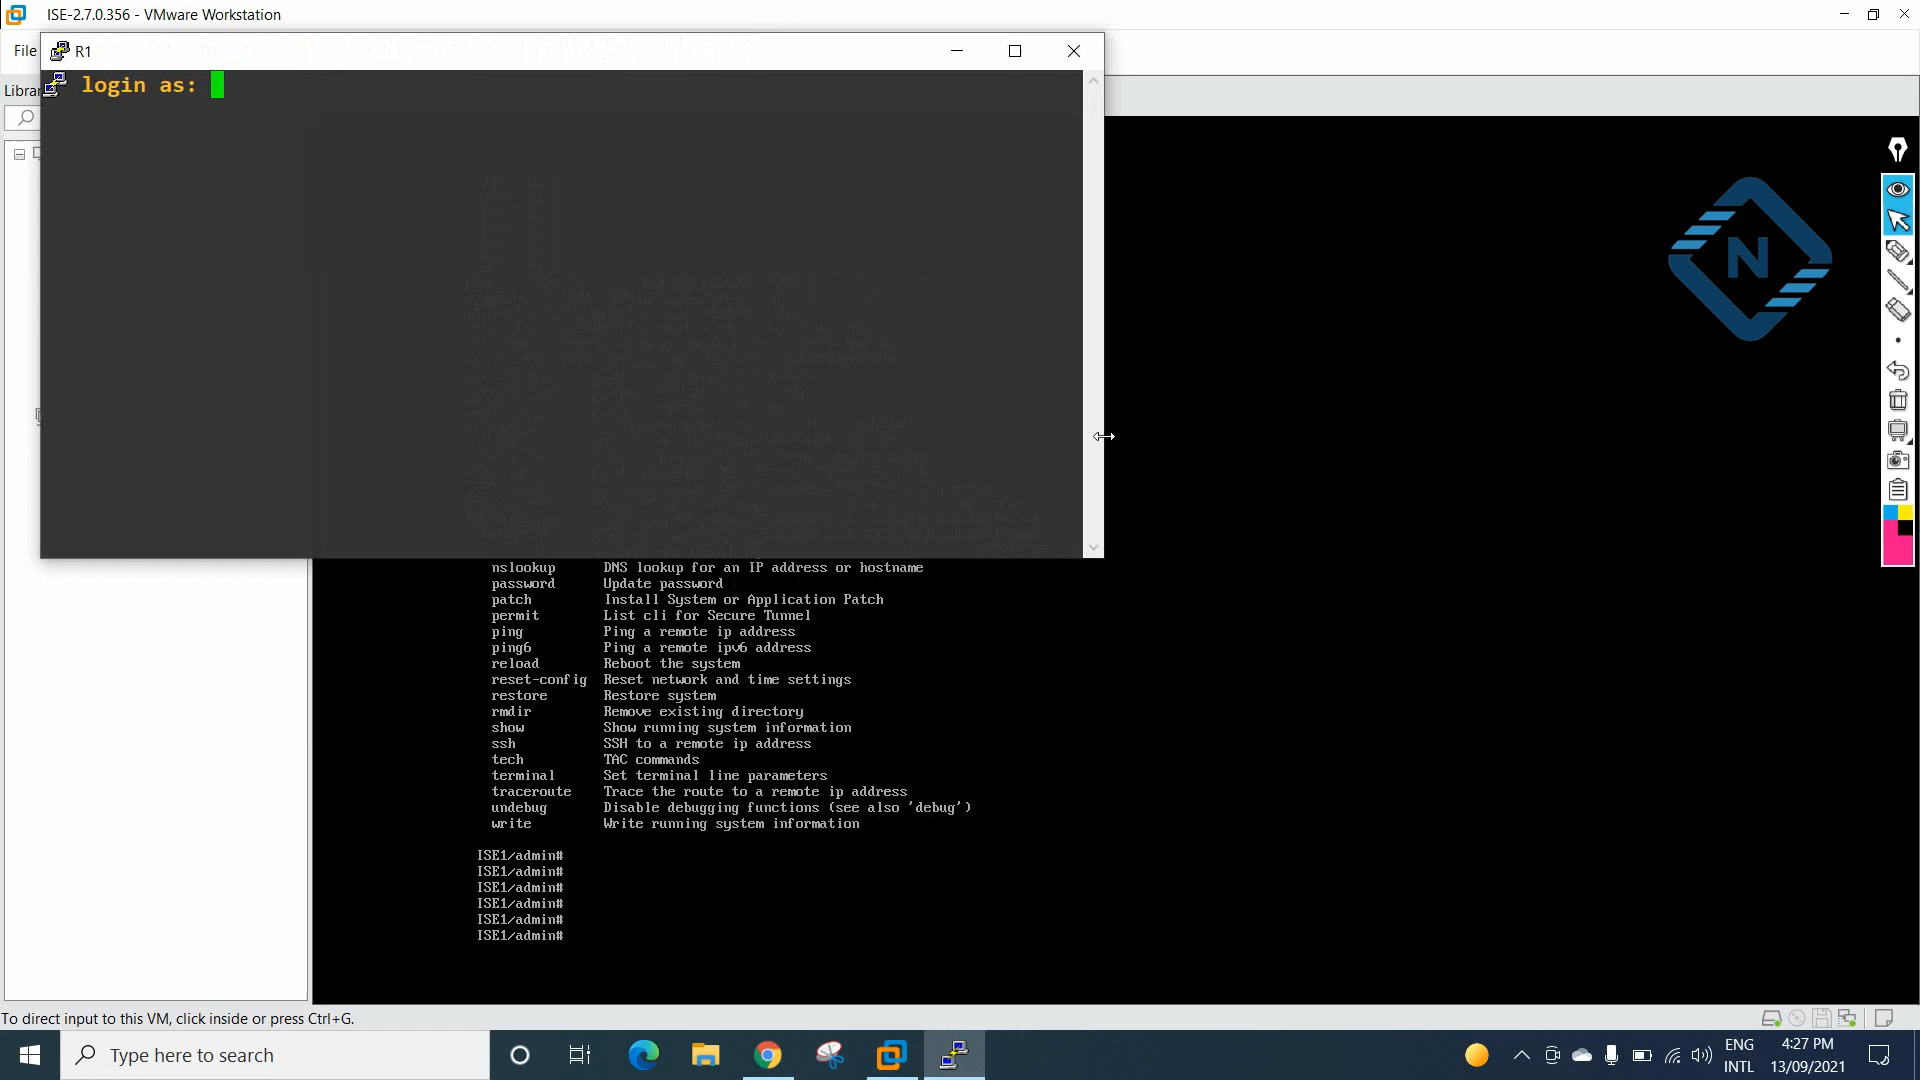 ISE-2.7.0.356 - VMware Workstation
File
R1
login as:
Librar
nslookup DNS lookup for an IP address or hostname
password Update password
patch Install System or Application Patch
permit List cli for Secure Tunnel
ping Ping a remote ip address
ping6 Ping a remote ipv6 address
reload Reboot the system
reset-config Reset network and time settings
restore Restore system
rmdir Remove existing directory
show Show running system information
ssh SSH to a remote ip address
tech TAC commands
terminal Set terminal line parameters
traceroute Trace the route to a remote ip address
undebug Disable debugging functions (see also 'debug')
write Write running system information
ISE1/admin#
ISE1/admin#
ISE1/admin#
ISE1/admin#
ISE1/admin#
ISE1/admin#
N
To direct input to this VM, click inside or press Ctrl+G.
Type here to search
ENG
INTL
4:27 PM
13/09/2021